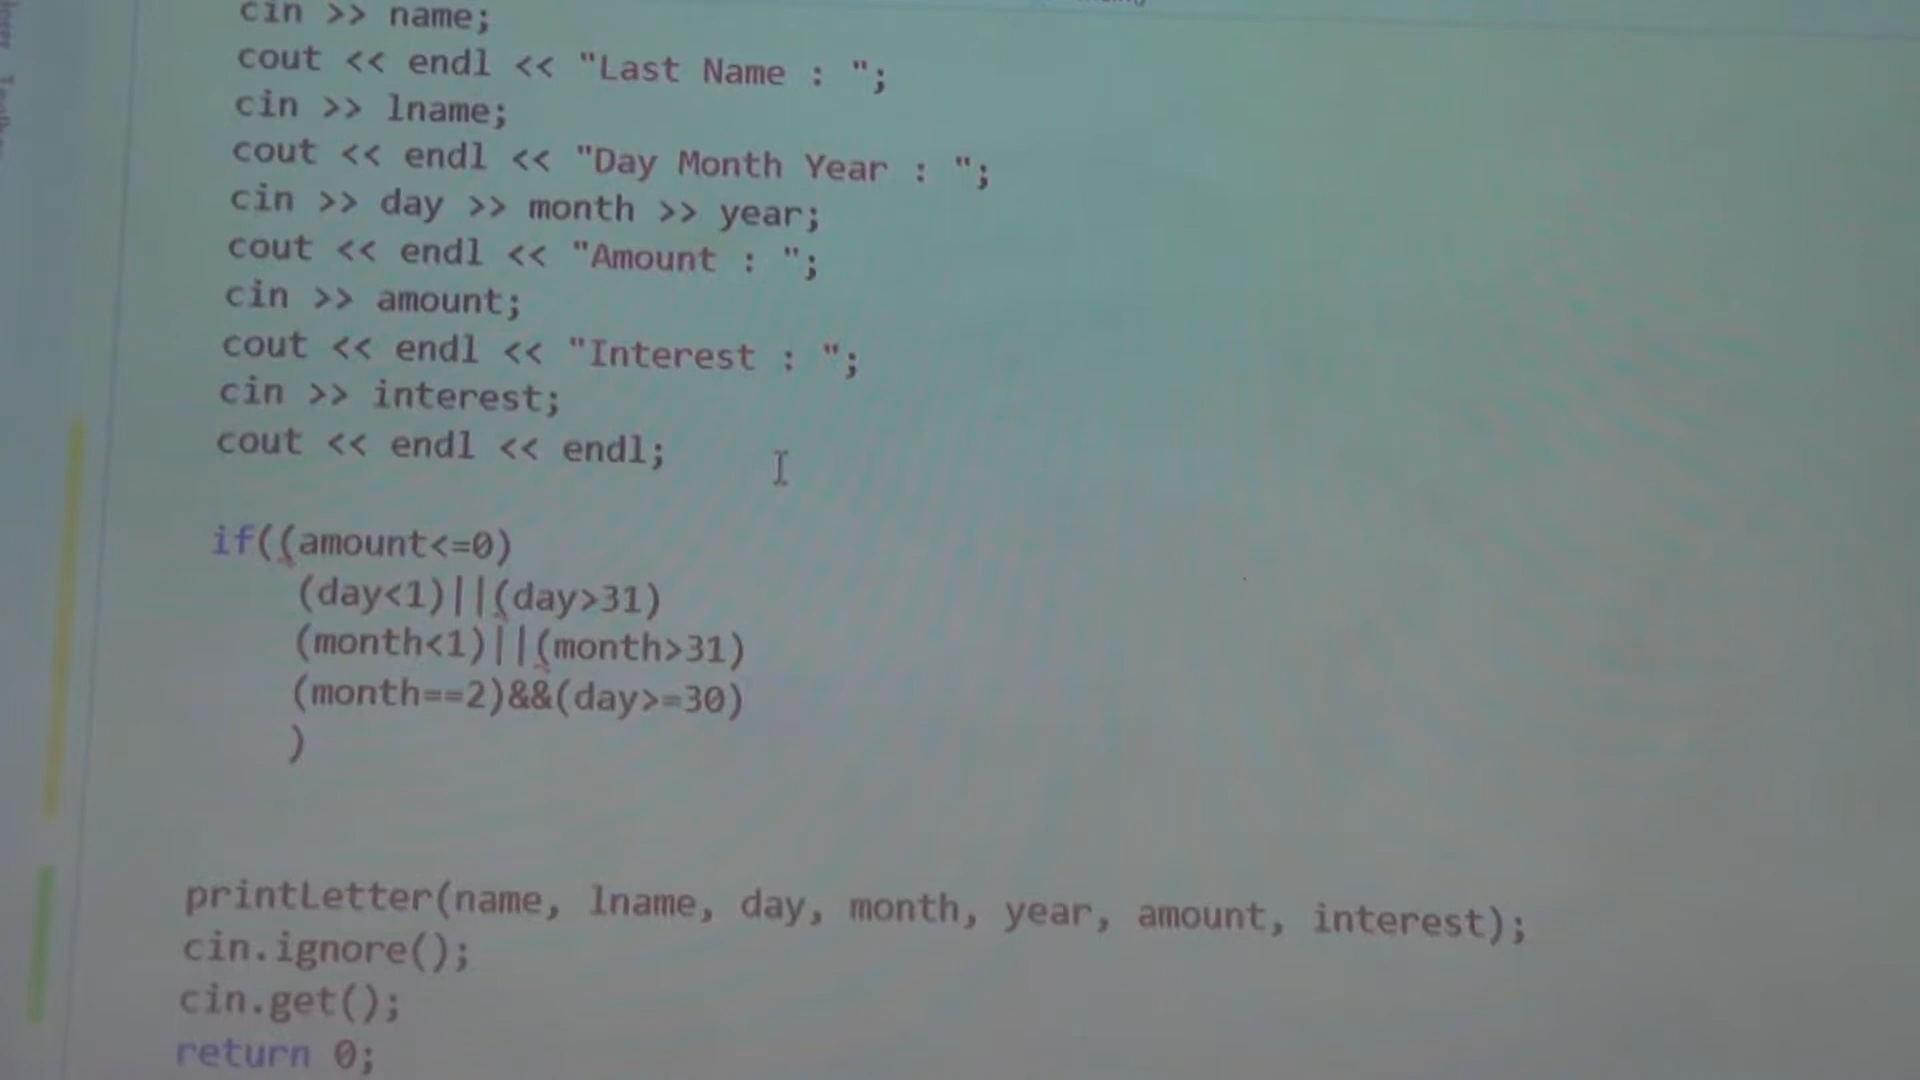 cin >> name;
cout << endl << "Last Name : ";
cin >> lname;
cout << endl << "Day Month Year : ";
cin >> day >> month >> year;
cout << endl << "Amount : ";
cin >> amount;
cout << endl << "Interest : ";
cin >> interest;
cout << endl << endl;
if((amount<=0)
(day<1)||(day>31)
(month<1)||(month>31)
(month==2)&&(day>=30)
)
printLetter(name, lname, day, month, year, amount, interest);
cin.ignore();
cin.get();
return 0;